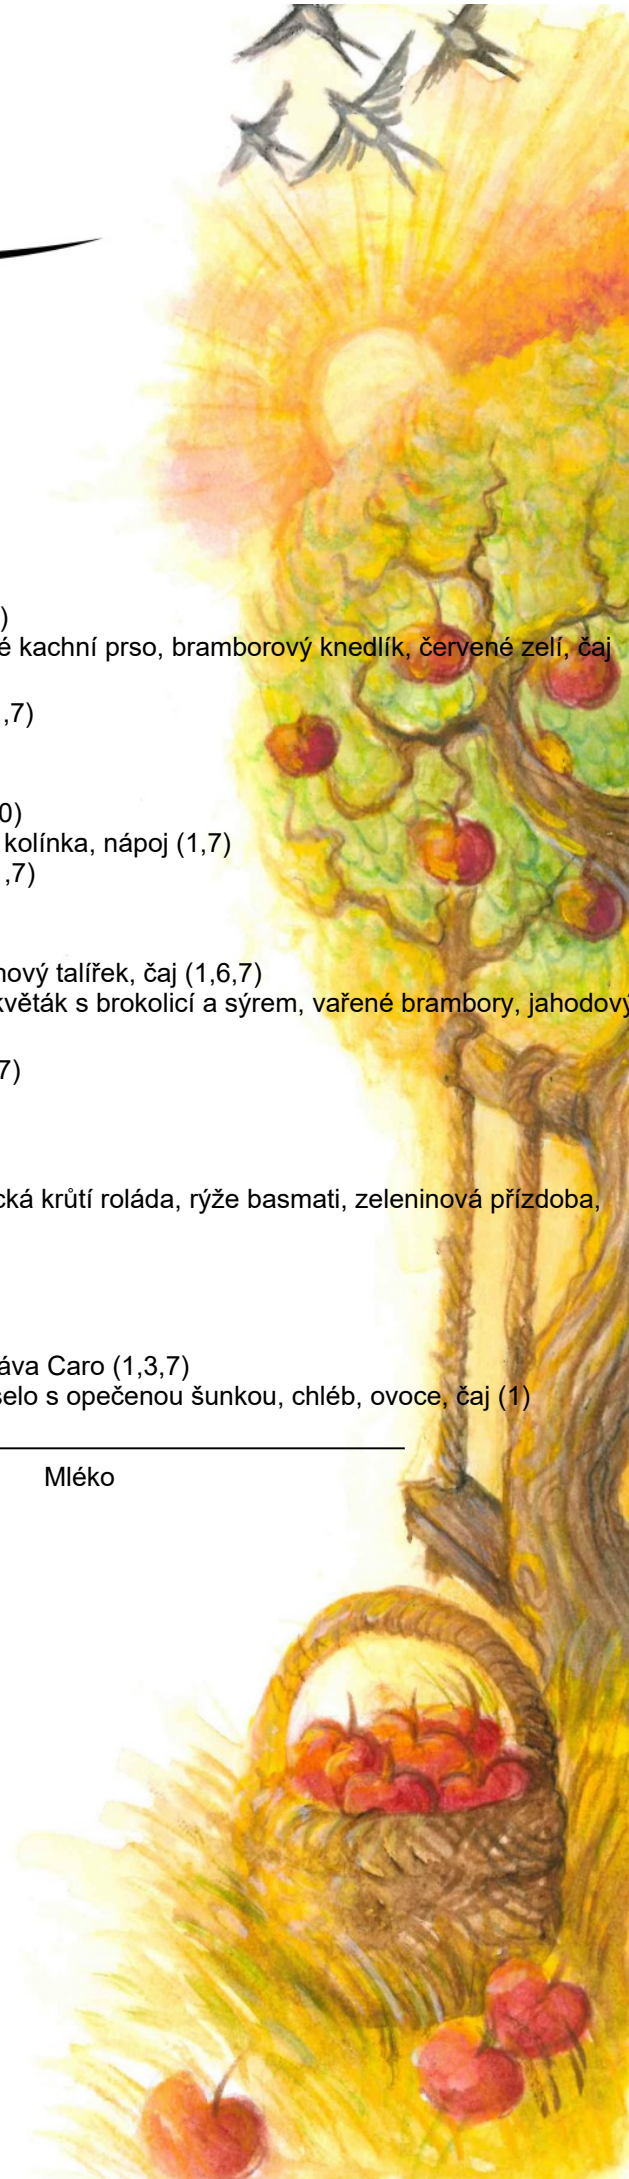 )
é kachní prso, bramborový knedlík, červené zelí, čaj
,7)
0)
kolínka, nápoj (1,7)
,7)
nový talířek, čaj (1,6,7)
květák s brokolicí a sýrem, vařené brambory, jahodový
7)
cká krůtí roláda, rýže basmati, zeleninová přízdoba,
áva Caro (1,3,7)
selo s opečenou šunkou, chléb, ovoce, čaj (1)
Mléko